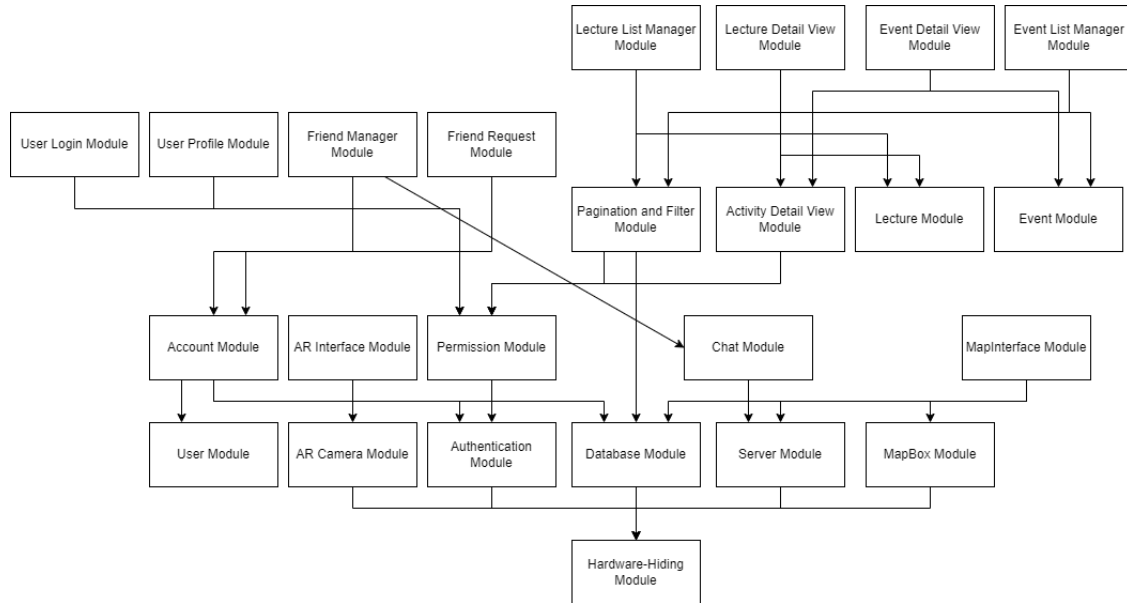 Lecture List Manager
Module
Lecture Detail View
Module
Event Detail View
Module
Event List Manager
Module
User Login Module
User Profile Module
Friend Manager
Module
Friend Request
Module
Pagination and Filter
Module
Activity Detail View
Module
Lecture Module
Event Module
Account Module
AR Interface Module
Permission Module
Chat Module
MapInterface Module
User Module
AR Camera Module
Authentication
Module
Database Module
Server Module
MapBox Module
Hardware-Hiding
Module